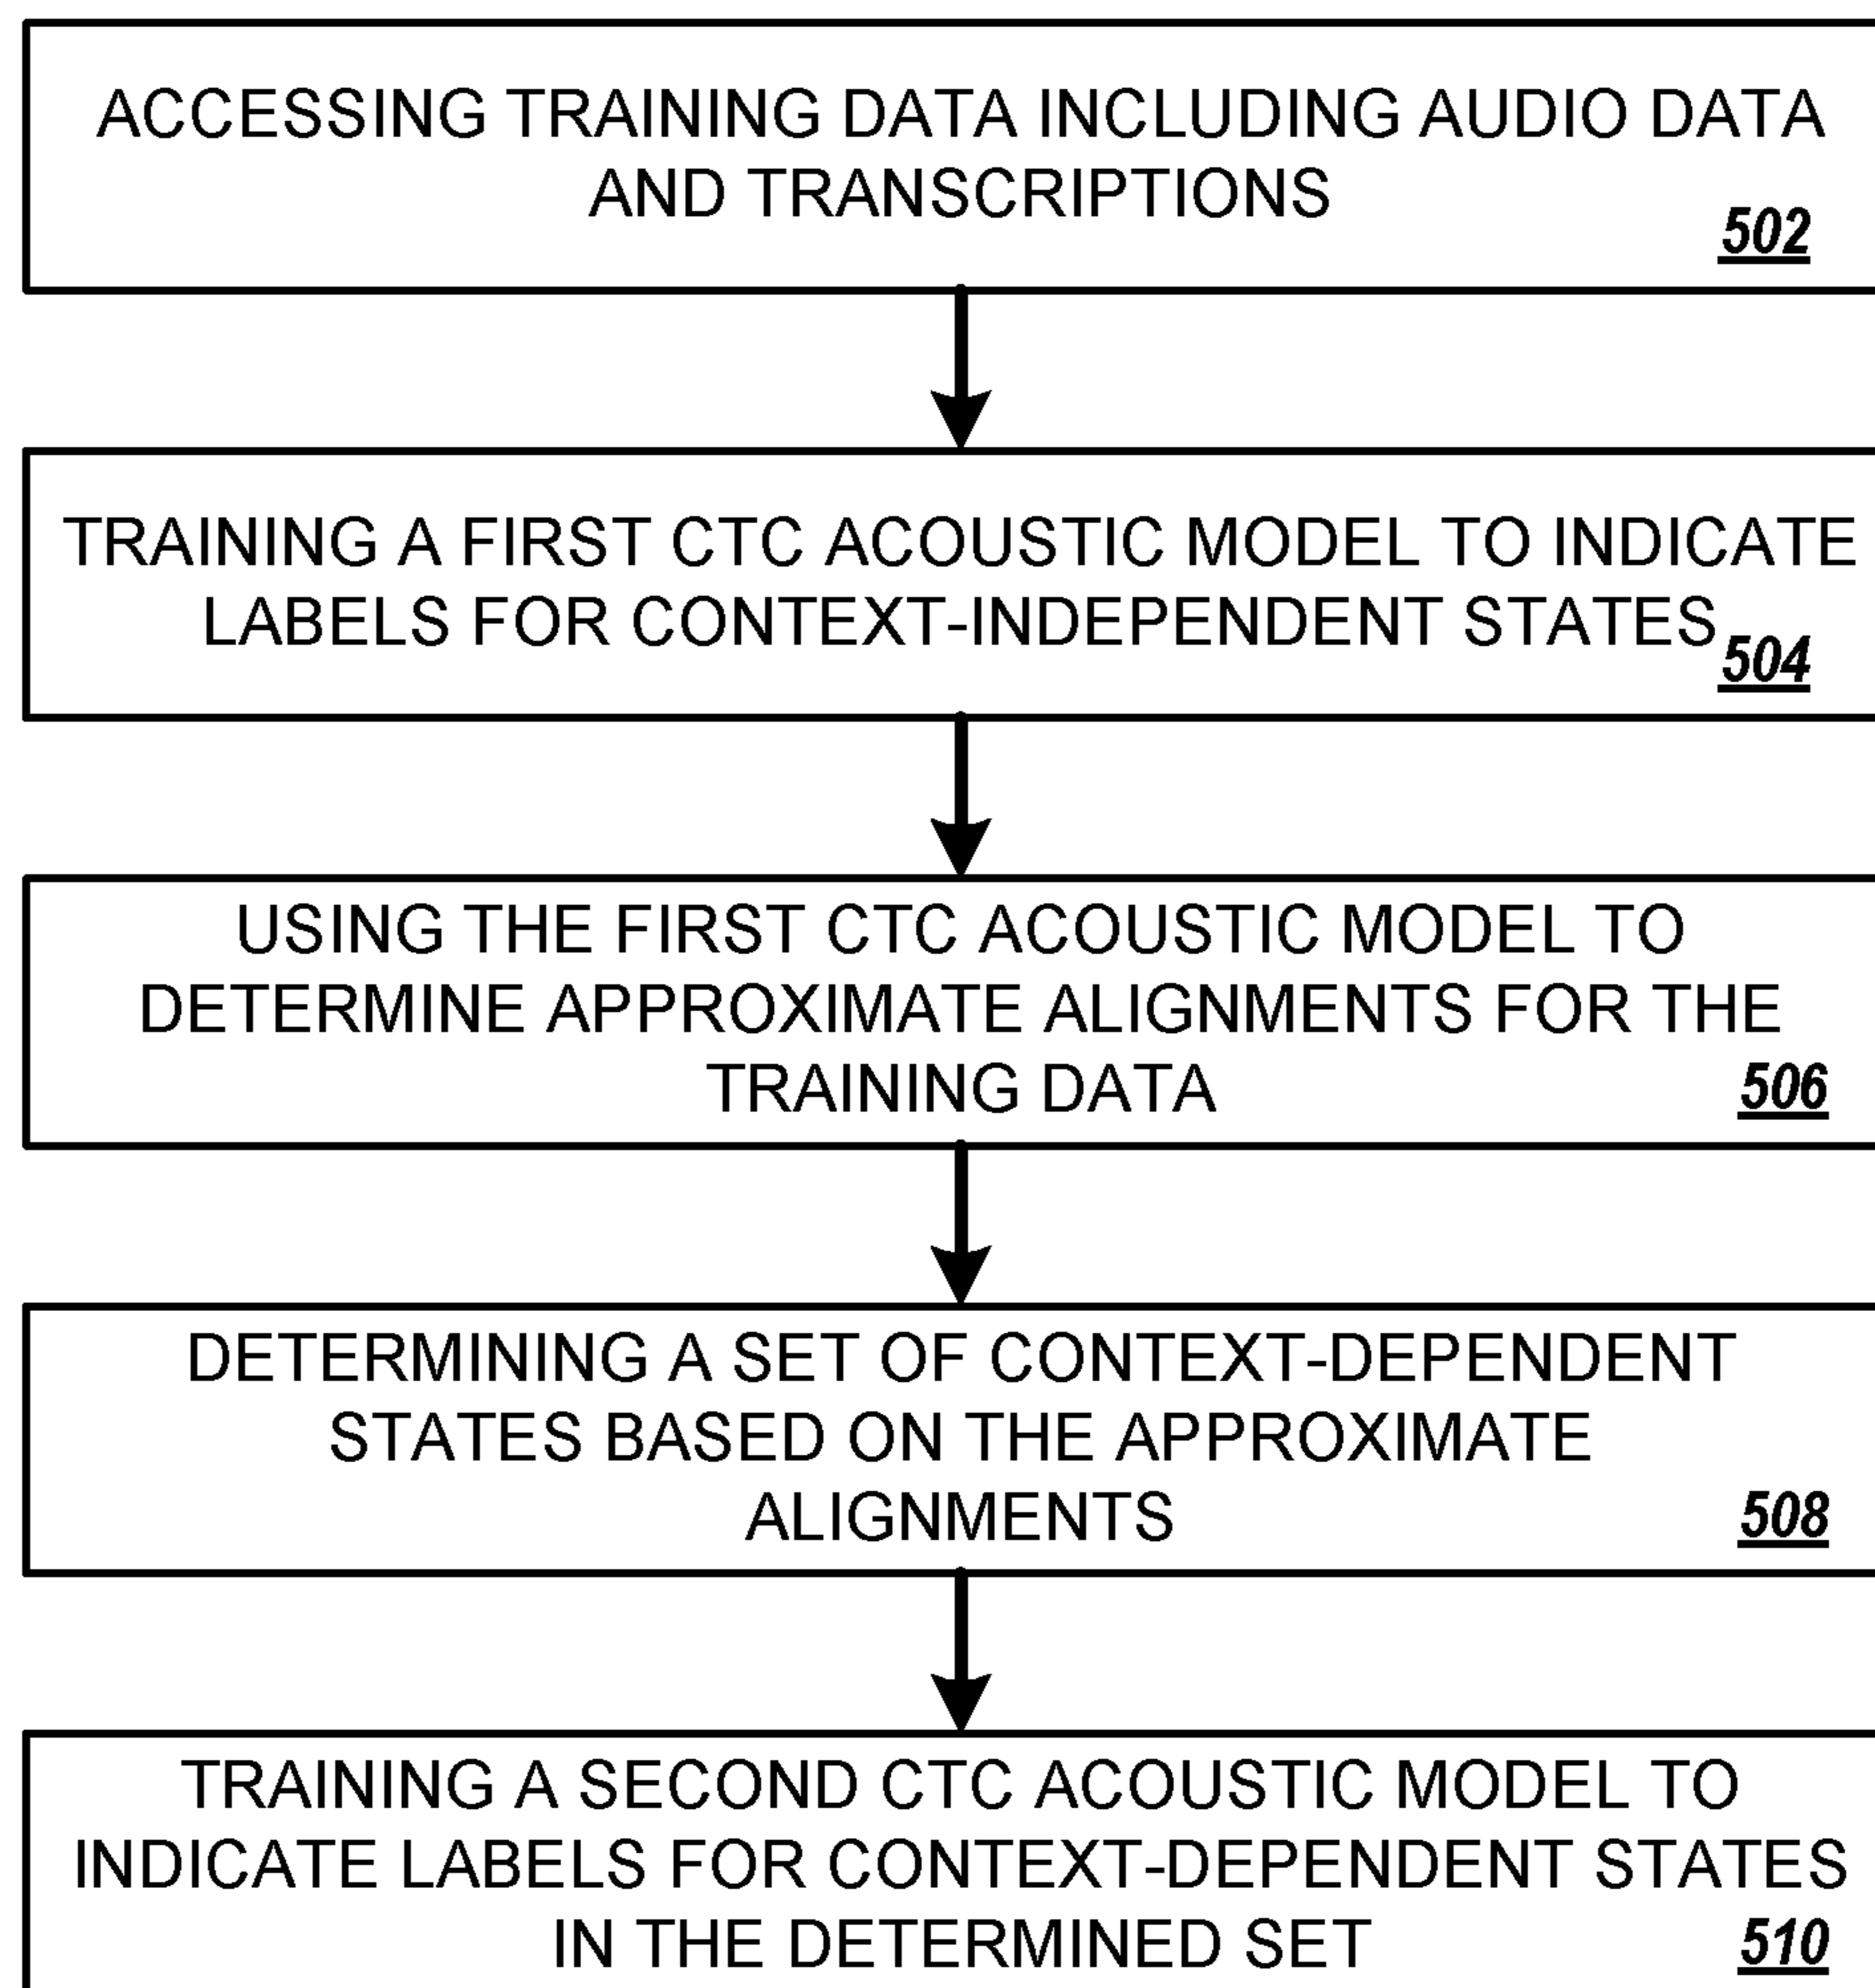 ACCESSING TRAINING DATA INCLUDING AUDIO DATA
AND TRANSCRIPTIONS
502
TRAINING A FIRST CTC ACOUSTIC MODEL TO INDICATE
LABELS FOR CONTEXT-INDEPENDENT STATES
504
USING THE FIRST CTC ACOUSTIC MODEL TO
DETERMINE APPROXIMATE ALIGNMENTS FOR THE
TRAINING DATA
506
DETERMINING A SET OF CONTEXT-DEPENDENT
STATES BASED ON THE APPROXIMATE
ALIGNMENTS
508
TRAINING A SECOND CTC ACOUSTIC MODEL TO
INDICATE LABELS FOR CONTEXT-DEPENDENT STATES
IN THE DETERMINED SET
510